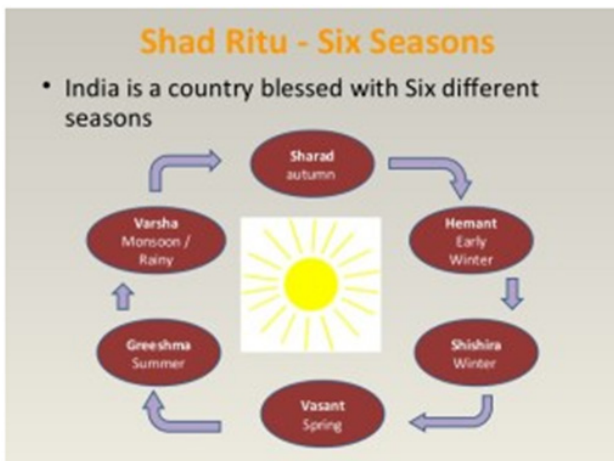 Shad Ritu - Six Seasons
• India is a country blessed with Six different
seasons
Sharad
autumn
Hemant
Early
Winter
Shishira
Winter
Vasant
Spring
Greeshma
Summer
Varsha
Monsoon /
Rainy